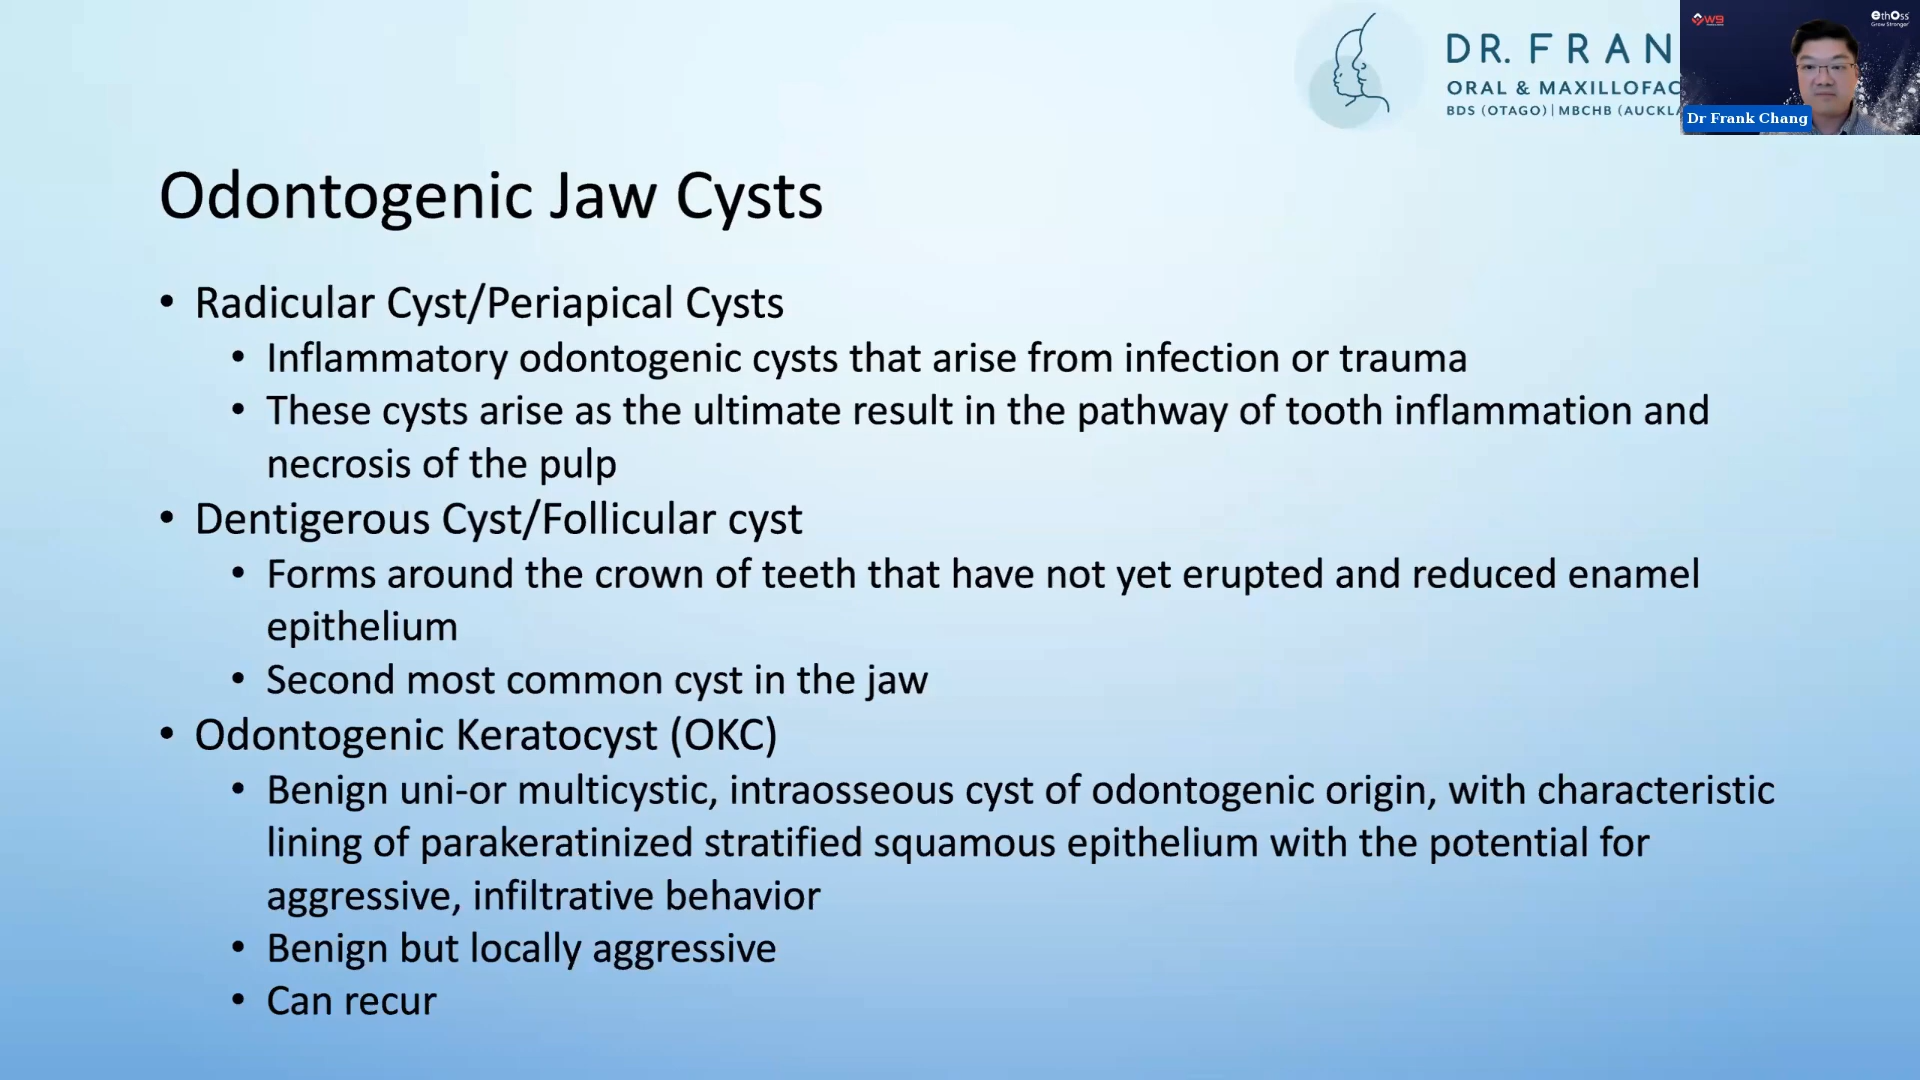 DR. FRAN
ORAL & MAXILLOFAC
BDS (OTAGO) | MBCHB (AUCKLA
W9
ethOss
Grow Stronger
Dr Frank Chang
Odontogenic Jaw Cysts
• Radicular Cyst/Periapical Cysts
• Inflammatory odontogenic cysts that arise from infection or trauma
• These cysts arise as the ultimate result in the pathway of tooth inflammation and
necrosis of the pulp
• Dentigerous Cyst/Follicular cyst
• Forms around the crown of teeth that have not yet erupted and reduced enamel
epithelium
• Second most common cyst in the jaw
• Odontogenic Keratocyst (OKC)
• Benign uni-or multicystic, intraosseous cyst of odontogenic origin, with characteristic
lining of parakeratinized stratified squamous epithelium with the potential for
aggressive, infiltrative behavior
• Benign but locally aggressive
• Can recur